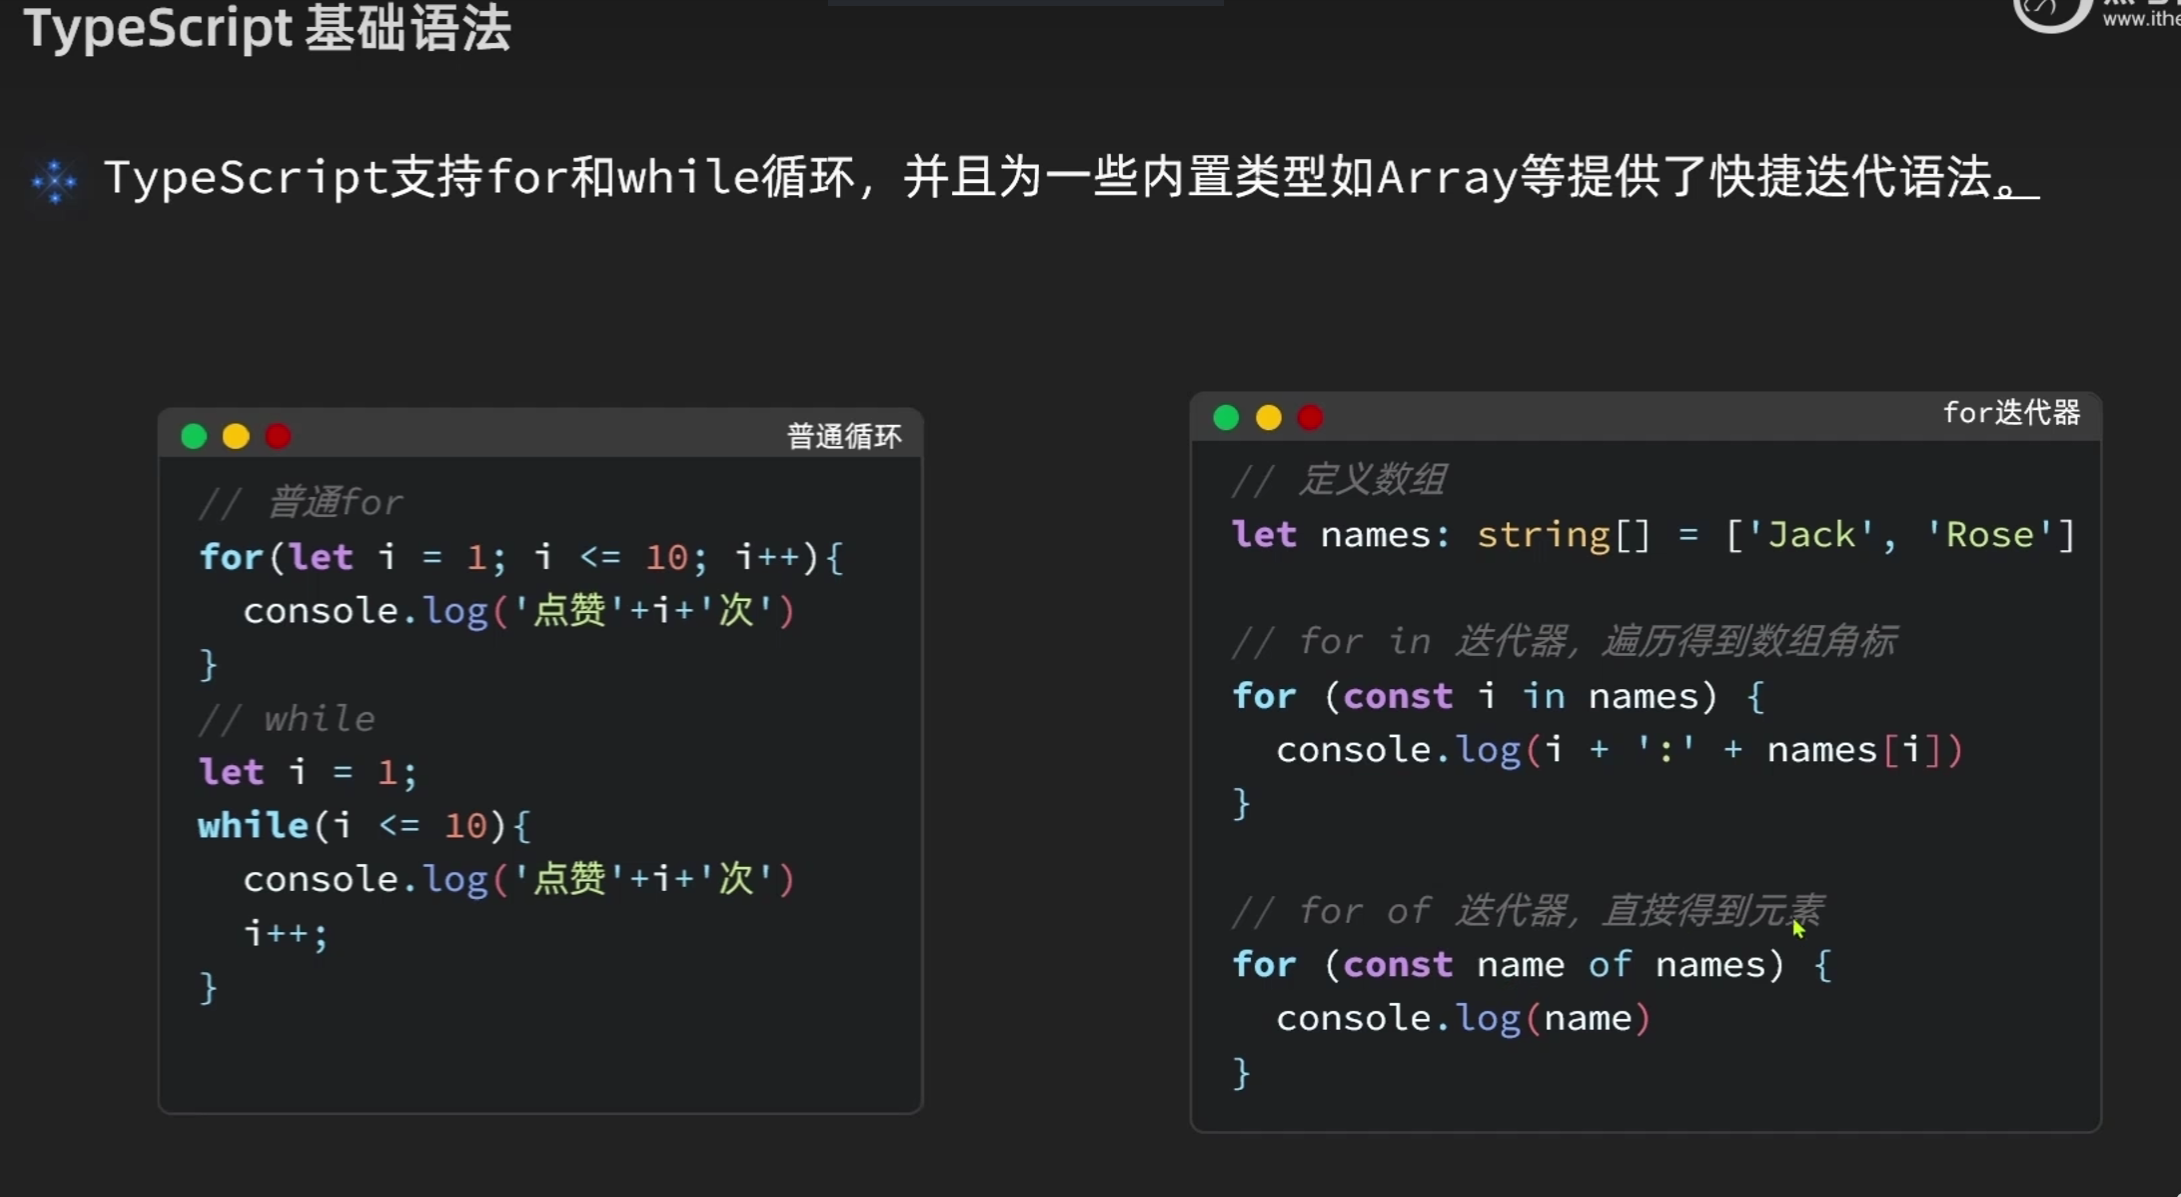 TypeScript 基础语法
TypeScript支持for和while循环，并且为一些内置类型如Array等提供了快捷迭代语法。
普通循环
// 普通for
for(let i = 1; i <= 10; i++){
  console.log('点赞'+i+'次')
}
// while
let i = 1;
while(i <= 10){
  console.log('点赞'+i+'次')
  i++;
}
for迭代器
// 定义数组
let names: string[] = ['Jack', 'Rose']
// for in 迭代器，遍历得到数组角标
for (const i in names) {
  console.log(i + ':' + names[i])
}
// for of 迭代器，直接得到元素
for (const name of names) {
  console.log(name)
}